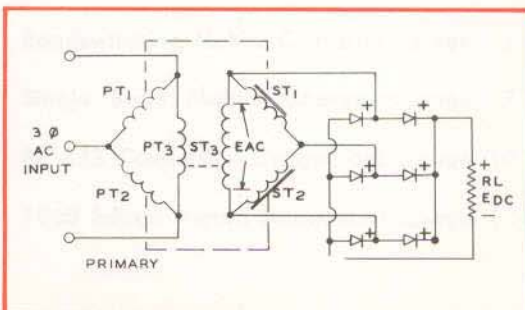 PT1
ST1
3 Ø
AC
INPUT
PT3
ST3
EAC
PT2
ST2
PRIMARY
+ +
+ +
+ +
+
RL
EDC
−